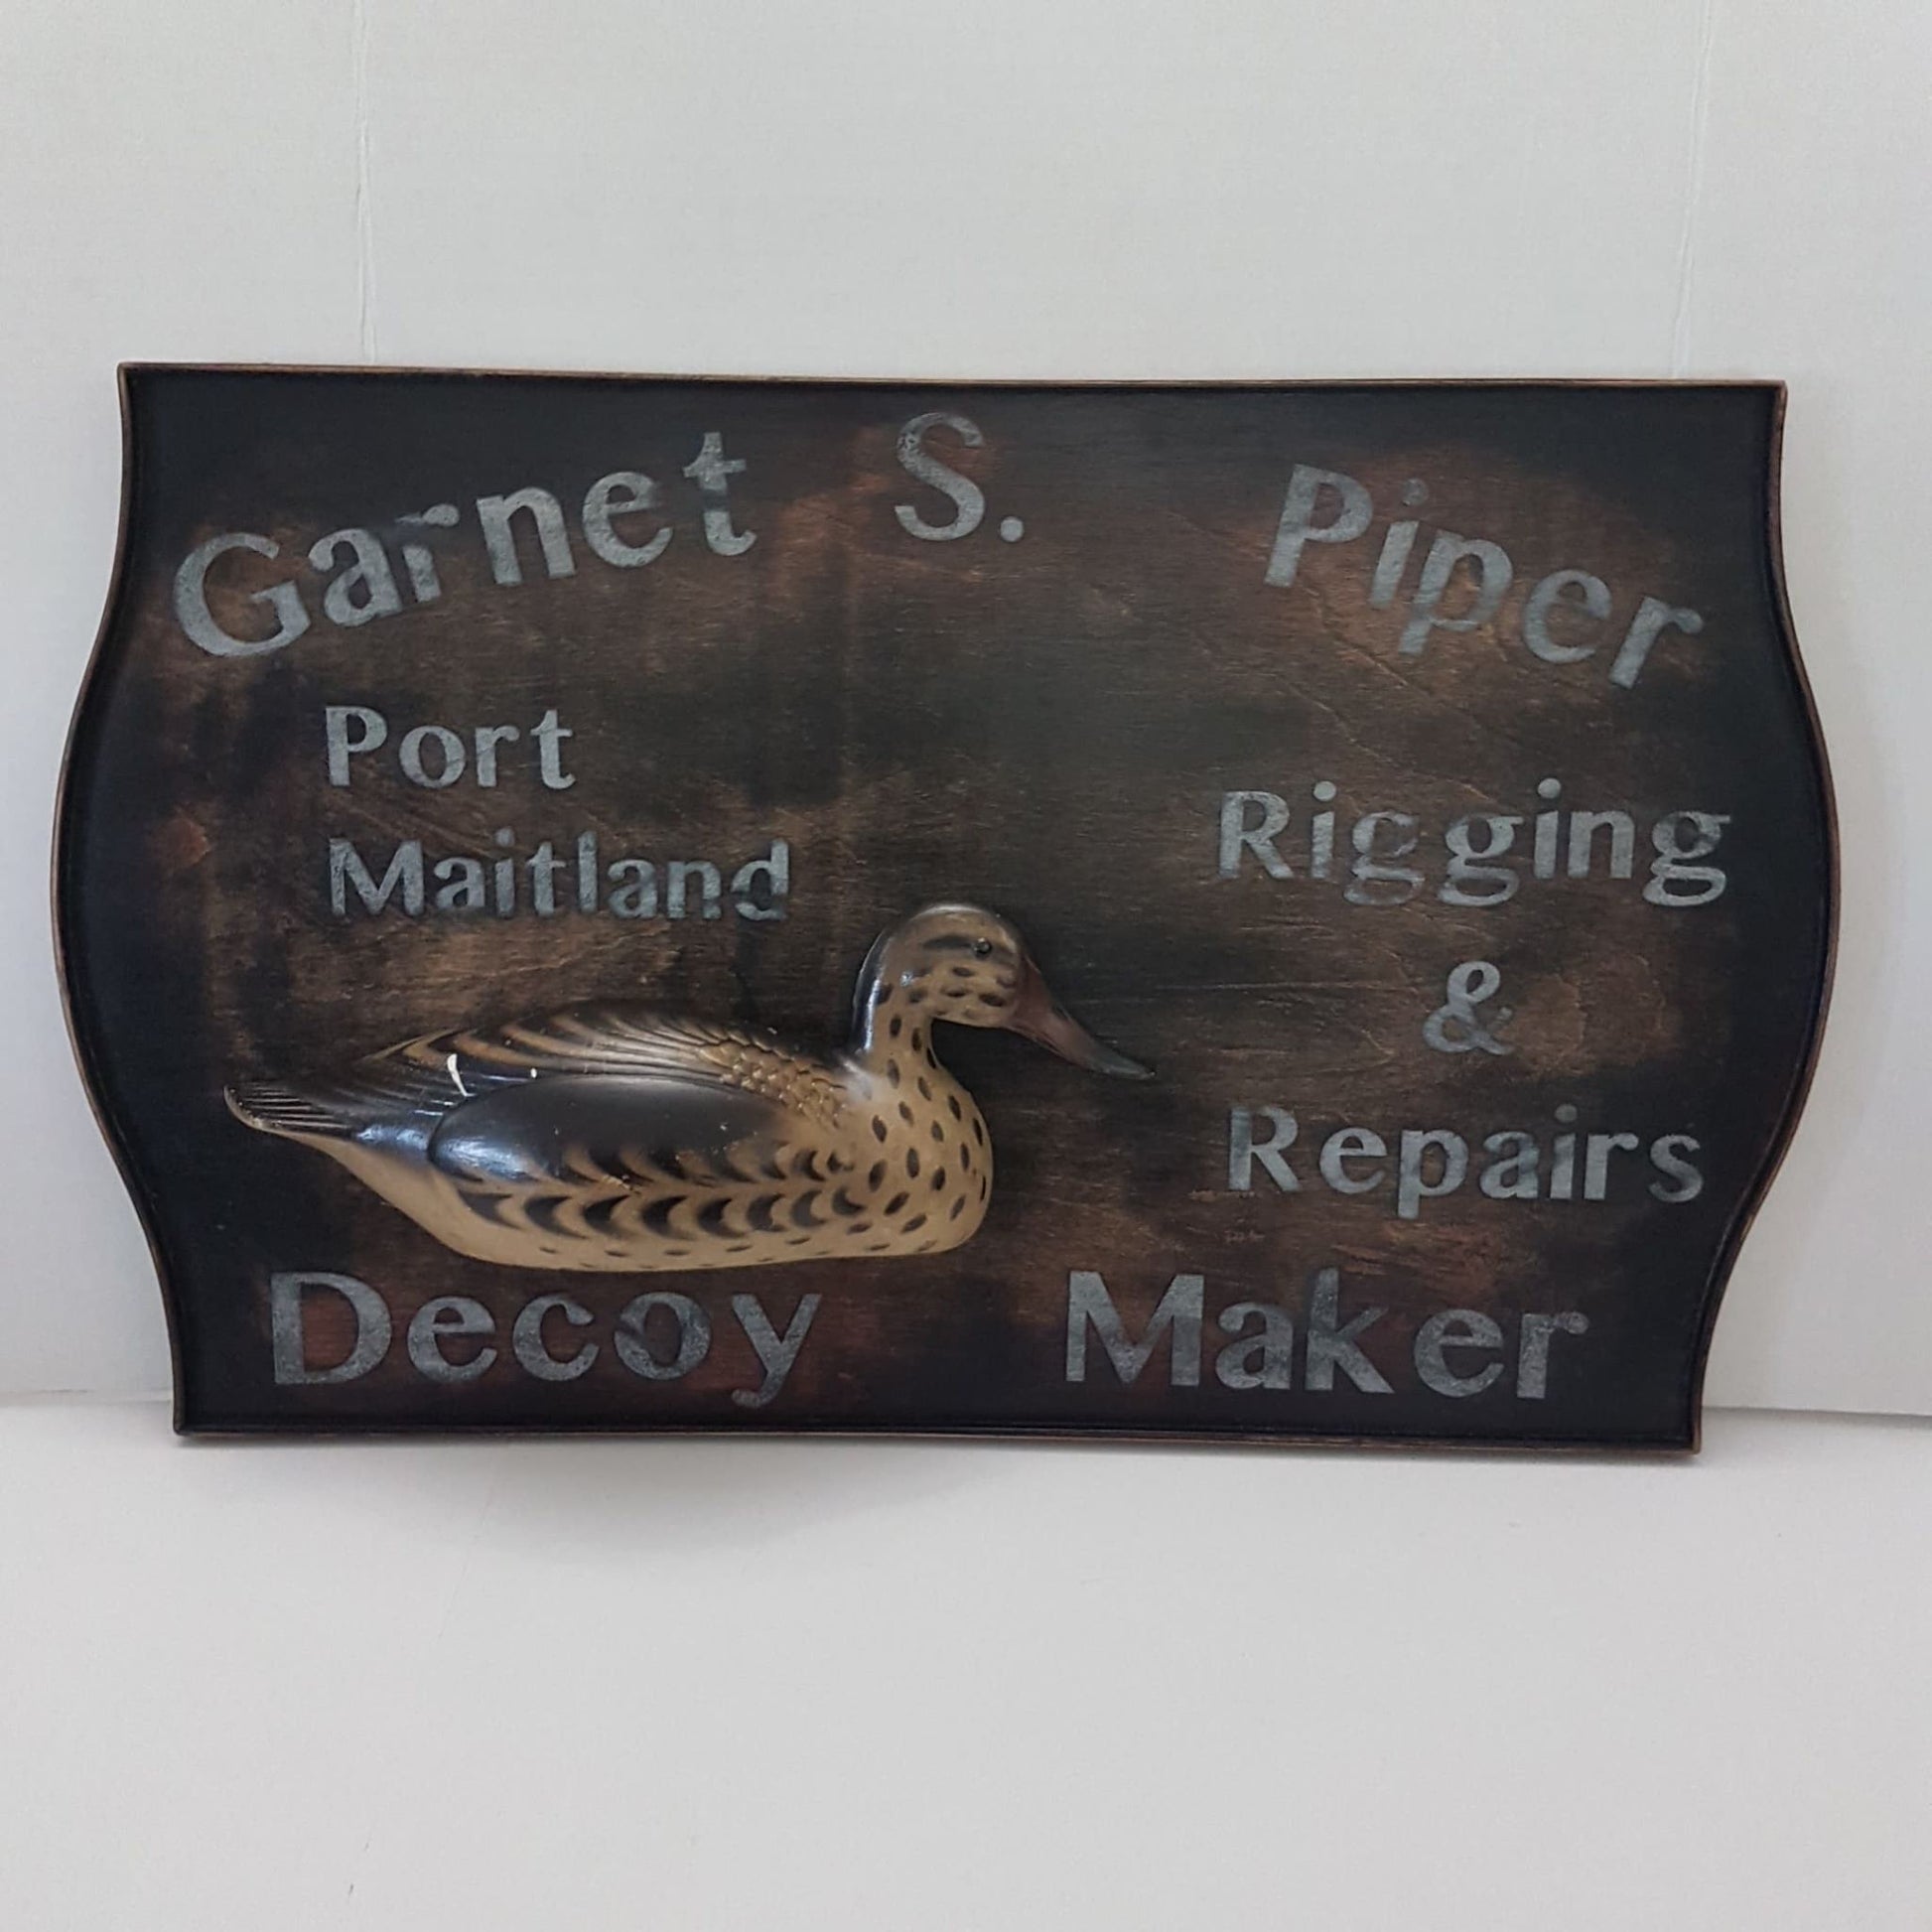 Garnet S. Piper
Port
Maitland
Rigging
&
Repairs
Decoy Maker